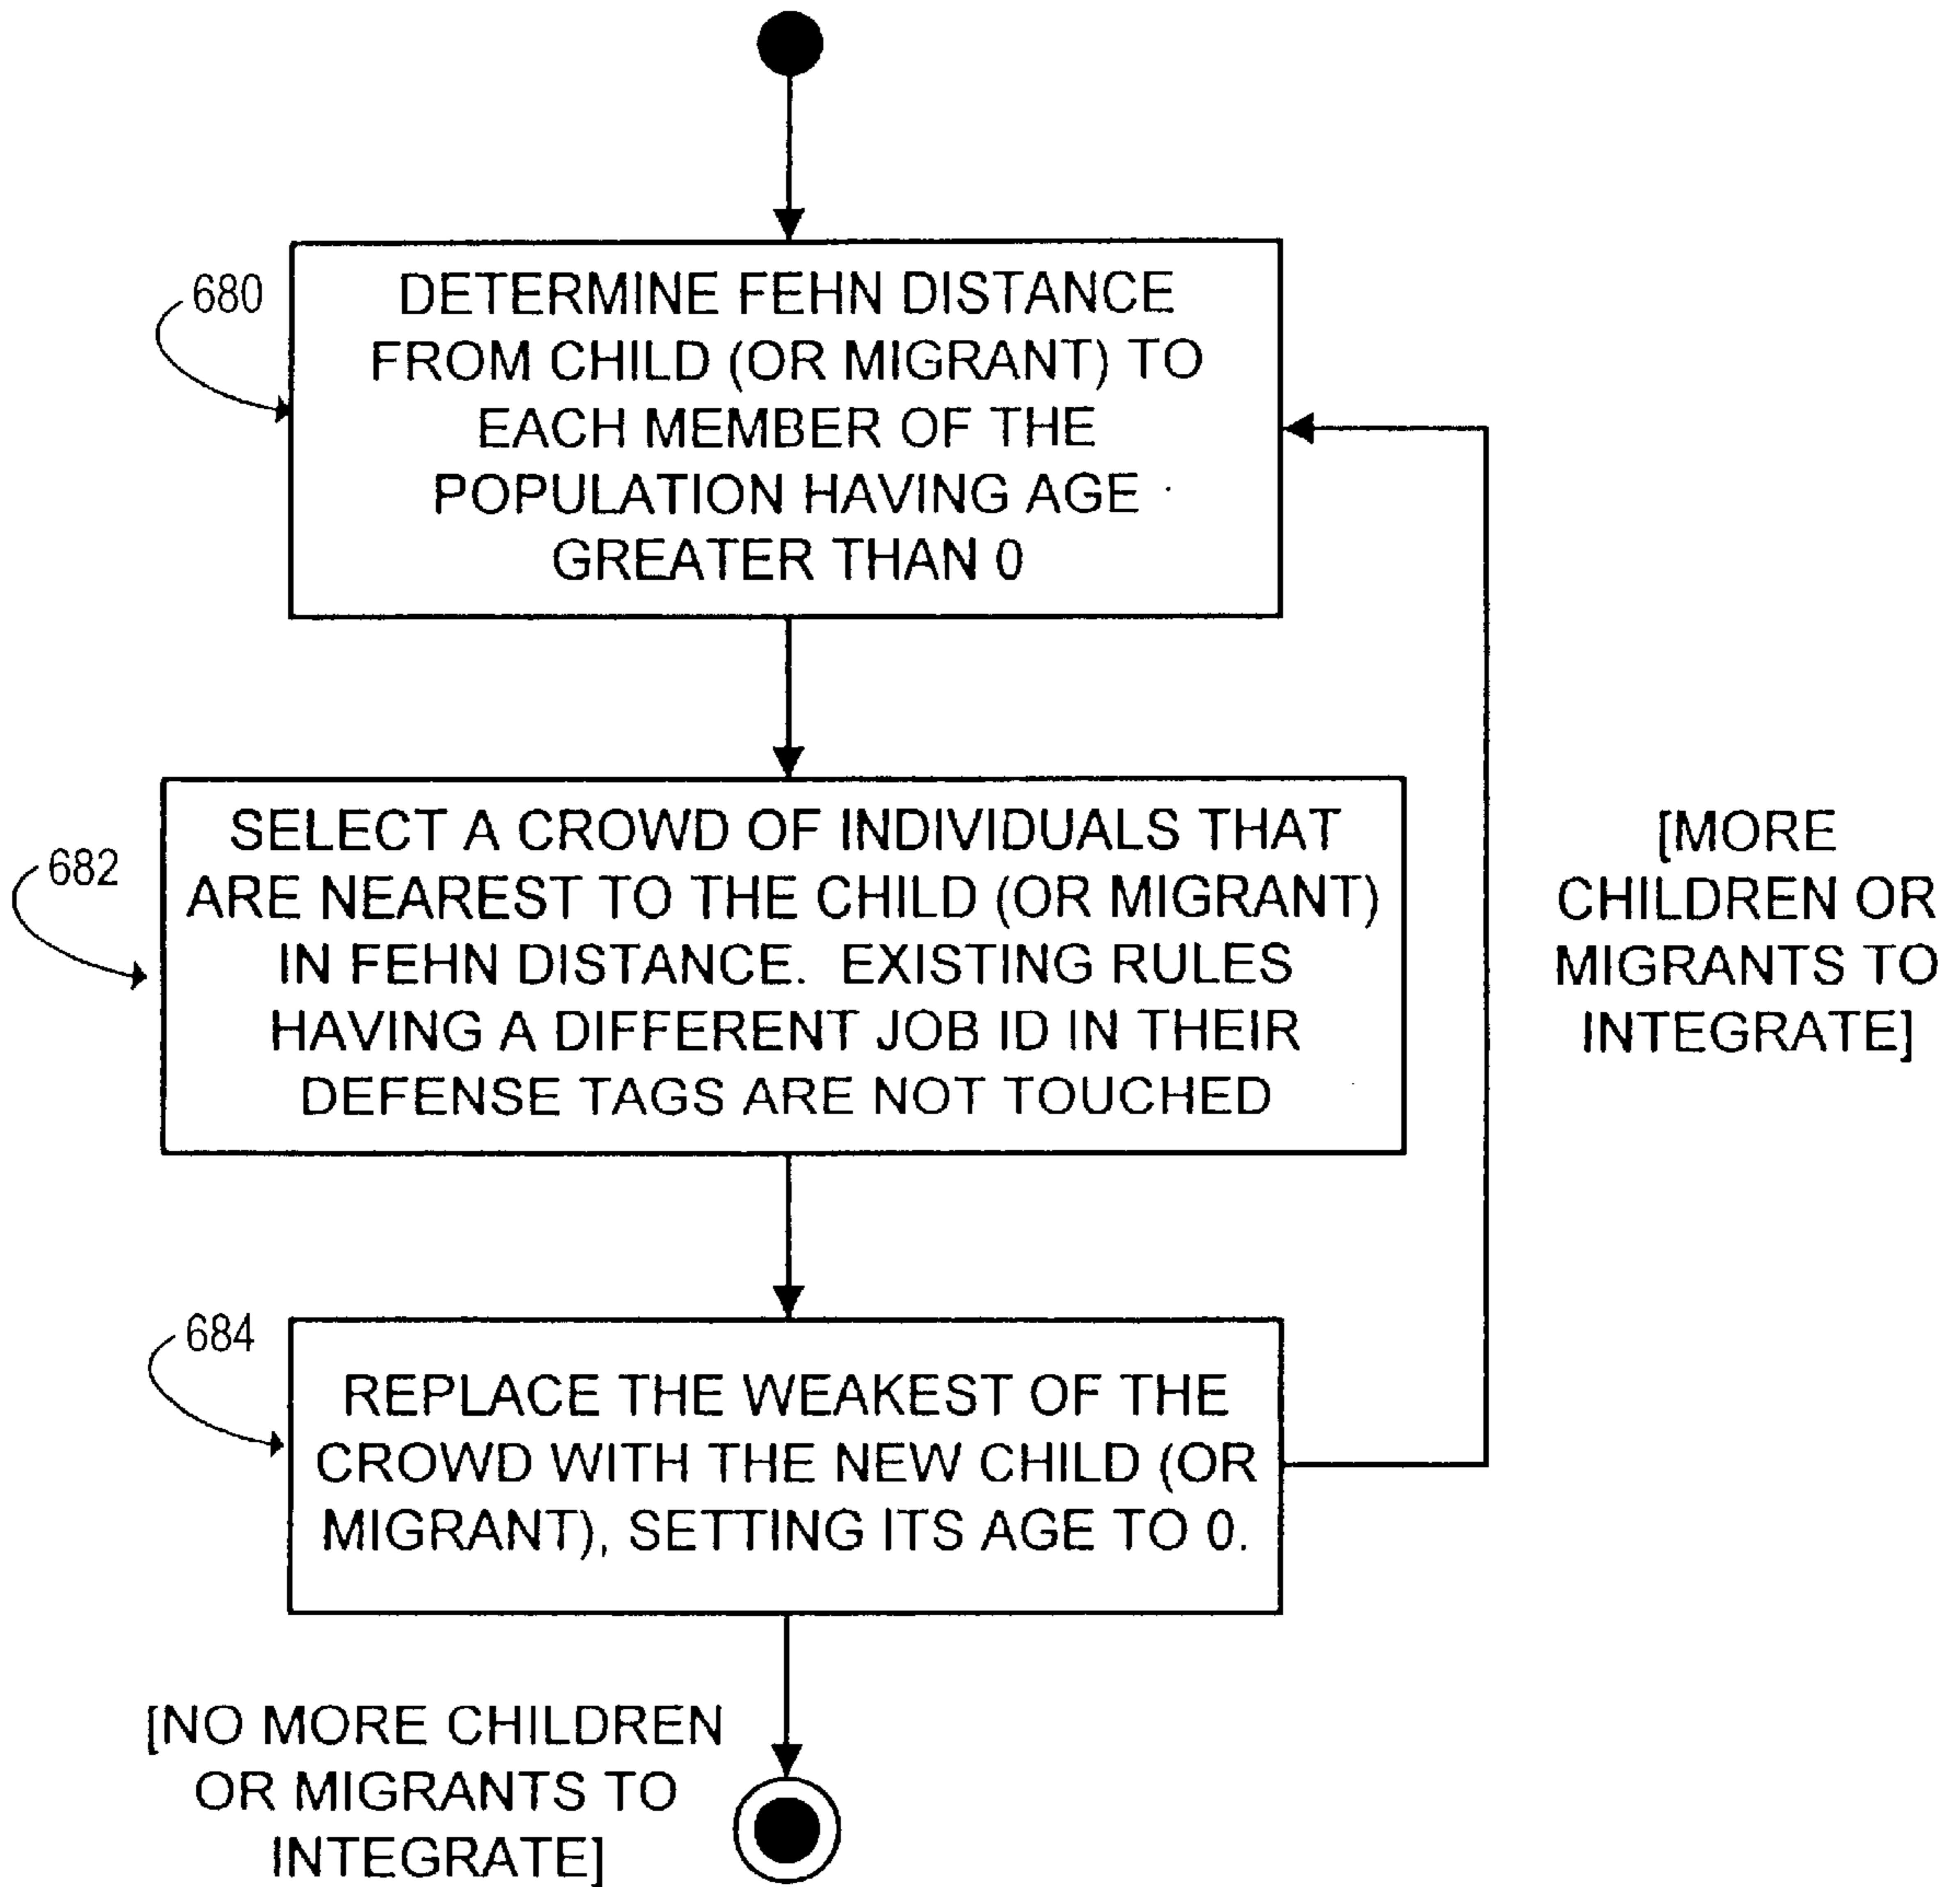 680
DETERMINE FEHN DISTANCE
FROM CHILD (OR MIGRANT) TO
EACH MEMBER OF THE
POPULATION HAVING AGE
GREATER THAN 0
682
SELECT A CROWD OF INDIVIDUALS THAT
ARE NEAREST TO THE CHILD (OR MIGRANT)
IN FEHN DISTANCE. EXISTING RULES
HAVING A DIFFERENT JOB ID IN THEIR
DEFENSE TAGS ARE NOT TOUCHED
[MORE
CHILDREN OR
MIGRANTS TO
INTEGRATE]
684
REPLACE THE WEAKEST OF THE
CROWD WITH THE NEW CHILD (OR
MIGRANT), SETTING ITS AGE TO 0.
[NO MORE CHILDREN
OR MIGRANTS TO
INTEGRATE]